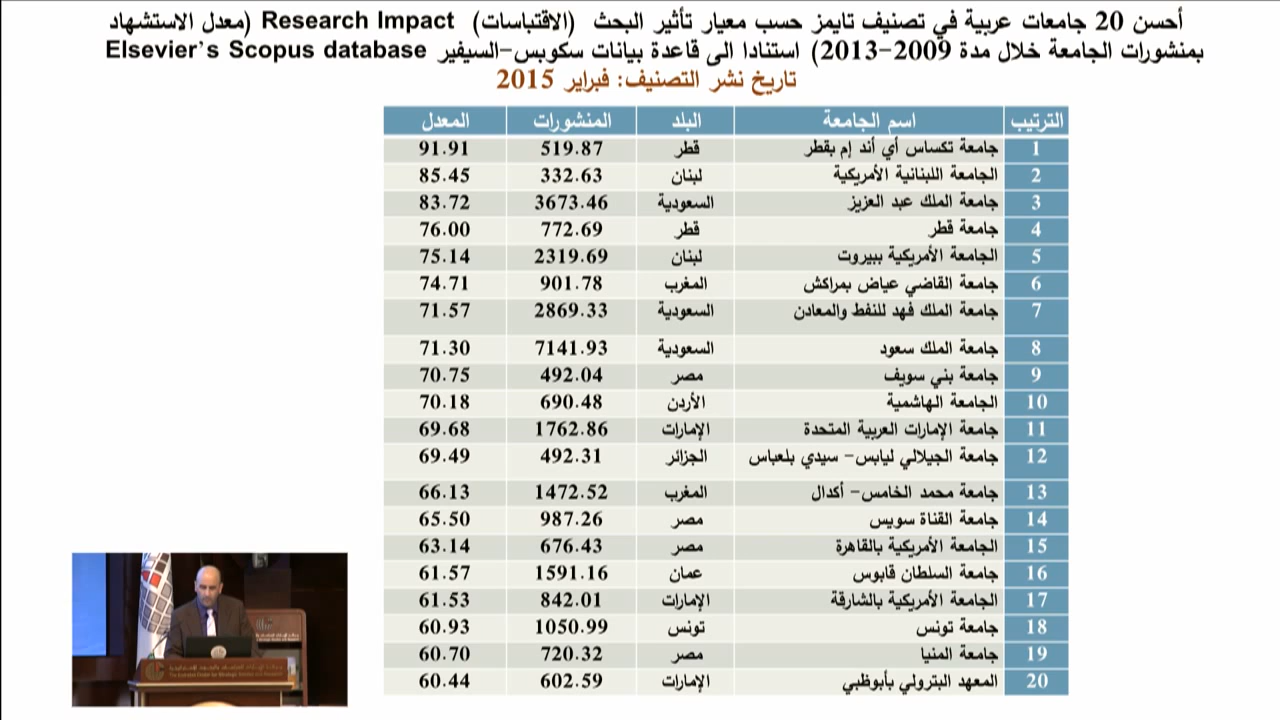 أحسن 20 جامعات عربية في تصنيف تايمز حسب معيار تأثير البحث (الاقتباسات) Research Impact (معدل الاستشهاد
بمنشورات الجامعة خلال مدة 2009-2013) استنادا الى قاعدة بيانات سكوبس-السيفير Elsevier's Scopus database
تاريخ نشر التصنيف: فبراير 2015
الترتيب اسم الجامعة البلد المنشورات المعدل
1 جامعة تكساس أي أند إم بقطر قطر 519.87 91.91
2 الجامعة اللبنانية الأمريكية لبنان 332.63 85.45
3 جامعة الملك عبد العزيز السعودية 3673.46 83.72
4 جامعة قطر قطر 772.69 76.00
5 الجامعة الأمريكية ببيروت لبنان 2319.69 75.14
6 جامعة القاضي عياض بمراكش المغرب 901.78 74.71
7 جامعة الملك فهد للنفط والمعادن السعودية 2869.33 71.57
8 جامعة الملك سعود السعودية 7141.93 71.30
9 جامعة بني سويف مصر 492.04 70.75
10 الجامعة الهاشمية الأردن 690.48 70.18
11 جامعة الإمارات العربية المتحدة الإمارات 1762.86 69.68
12 جامعة الجيلالي ليابس- سيدي بلعباس الجزائر 492.31 69.49
13 جامعة محمد الخامس- أكدال المغرب 1472.52 66.13
14 جامعة القناة سويس مصر 987.26 65.50
15 الجامعة الأمريكية بالقاهرة مصر 676.43 63.14
16 جامعة السلطان قابوس عمان 1591.16 61.57
17 الجامعة الأمريكية بالشارقة الإمارات 842.01 61.53
18 جامعة تونس تونس 1050.99 60.93
19 جامعة المنيا مصر 720.32 60.70
20 المعهد البترولي بأبوظبي الإمارات 602.59 60.44